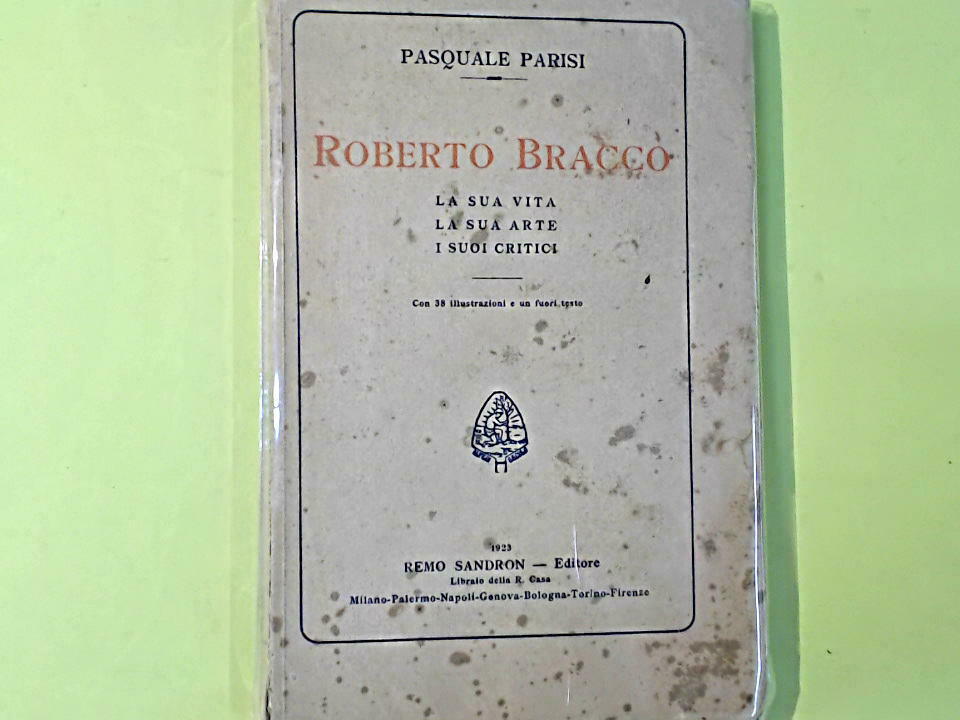 PASQUALE PARISI
ROBERTO BRACCO
LA SUA VITA
LA SUA ARTE
I SUOI CRITICI
Con 38 illustrazioni e un fuori testo
1923
REMO SANDRON — Editore
Libraio della R. Casa
Milano-Palermo-Napoli-Genova-Bologna-Torino-Firenze